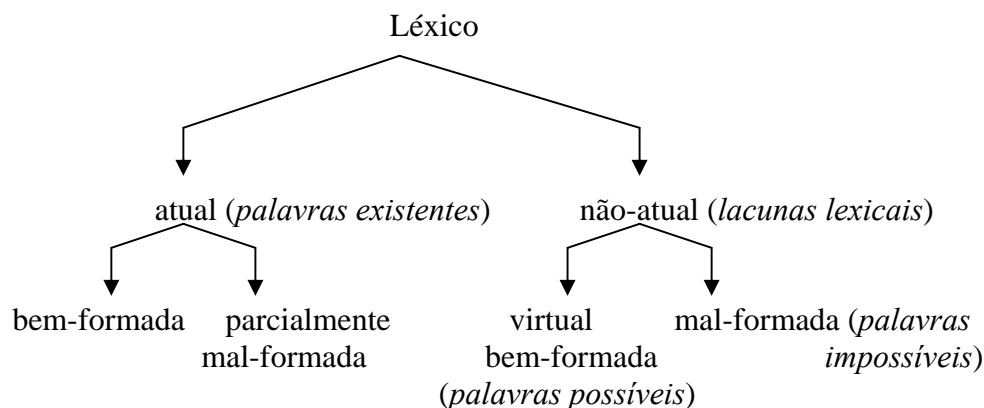 Léxico
atual (palavras existentes) não-atual (lacunas lexicais)
bem-formada parcialmente virtual mal-formada (palavras
mal-formada bem-formada impossíveis)
(palavras possíveis)